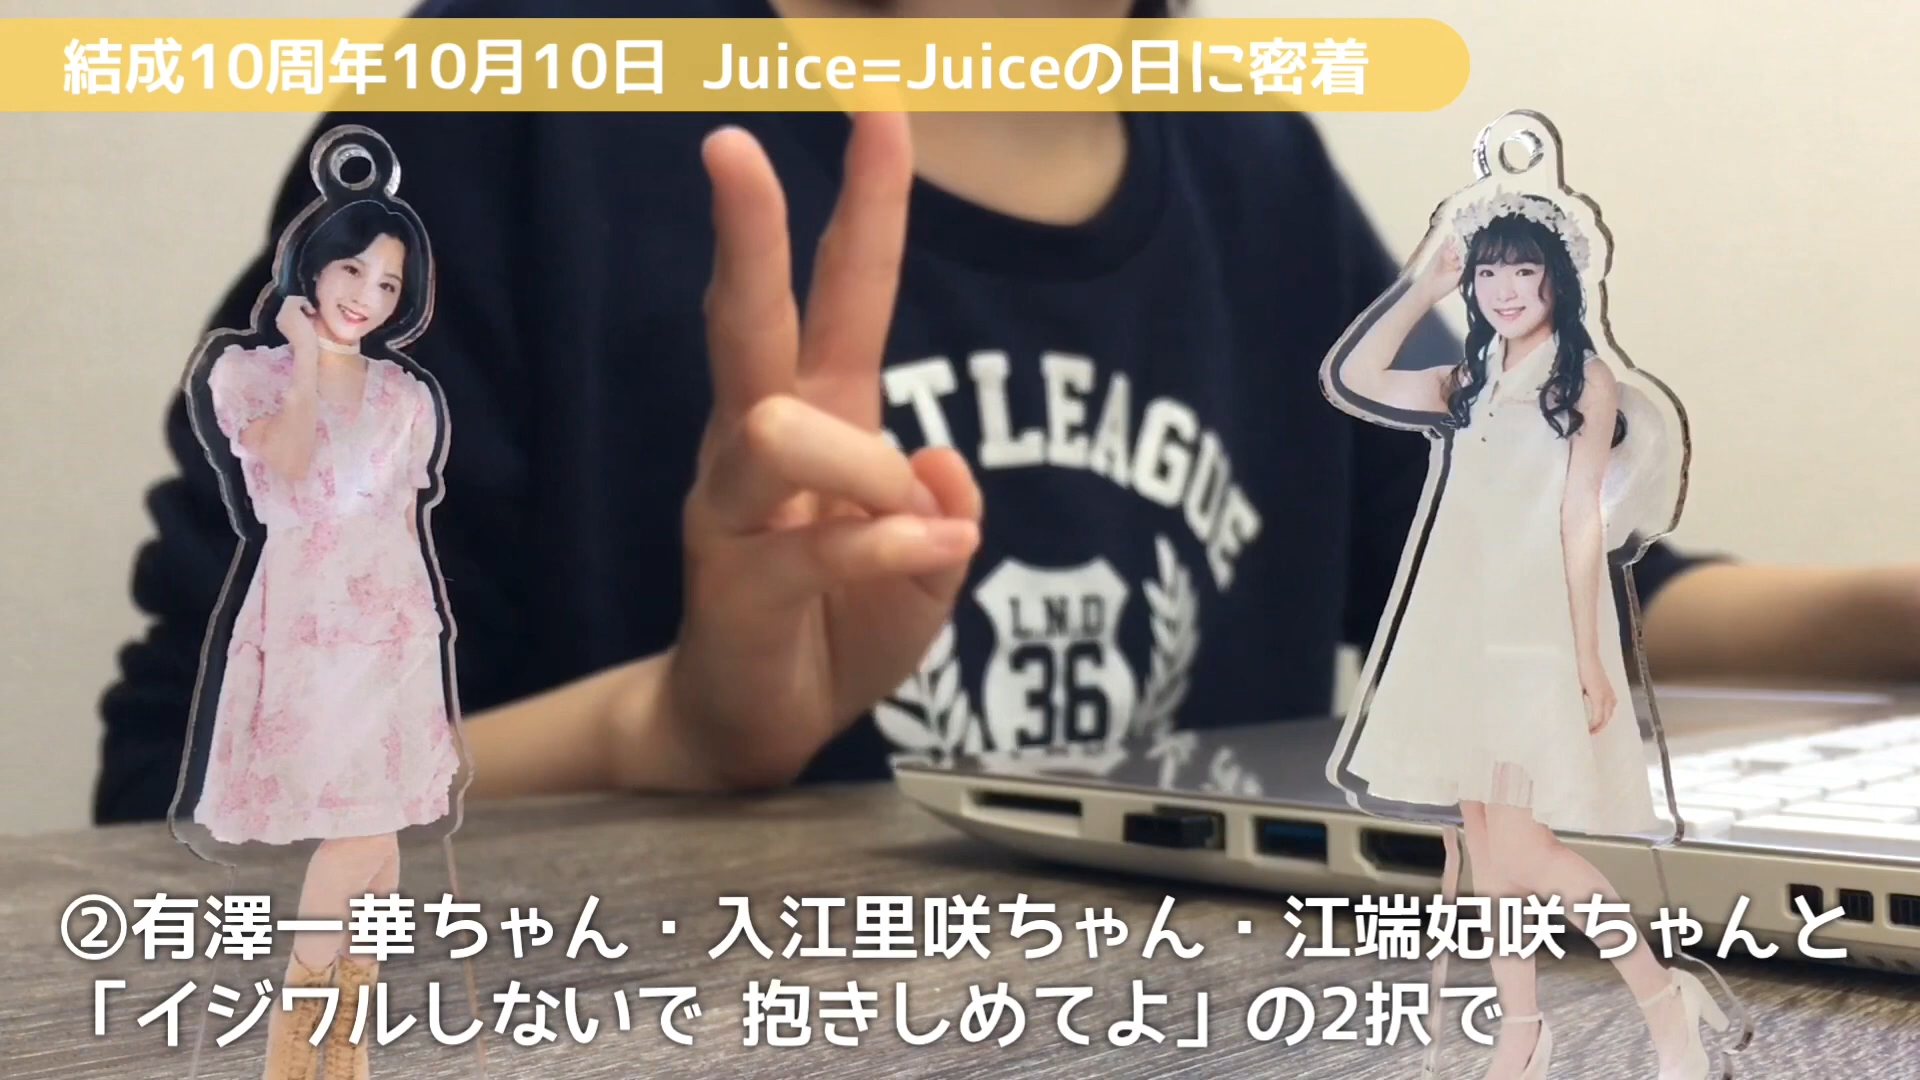 結成10周年10月10日 Juice=Juiceの日に密着
T LEAGUE
L.N.D
36
②有澤一華ちゃん・入江里咲ちゃん・江端妃咲ちゃんと
「イジワルしないで 抱きしめてよ」の2択で